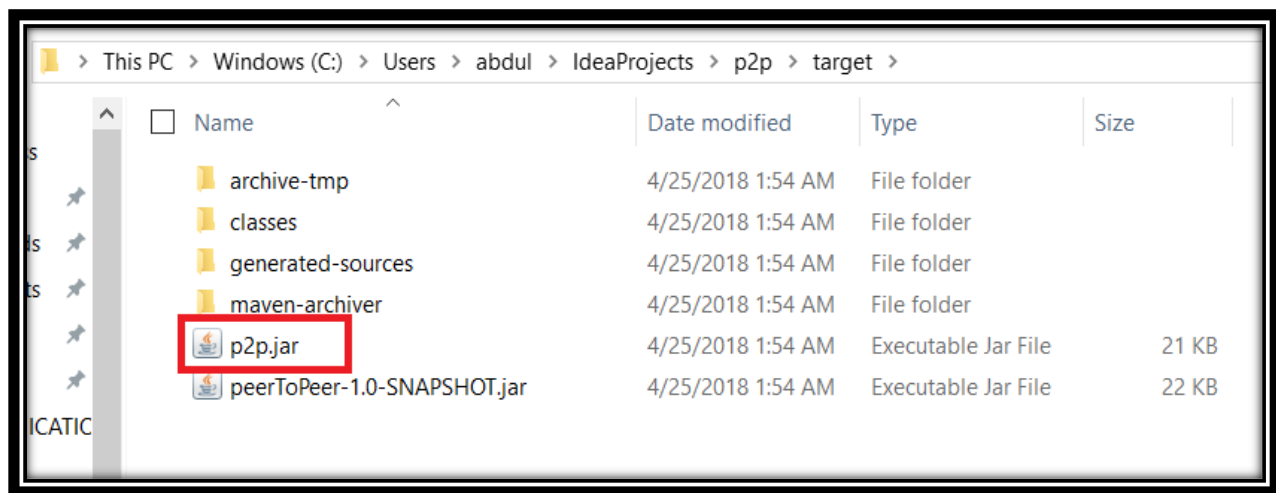 > This PC > Windows (C:) > Users > abdul > IdeaProjects > p2p > target >
Name Date modified Type Size
archive-tmp 4/25/2018 1:54 AM File folder
classes 4/25/2018 1:54 AM File folder
generated-sources 4/25/2018 1:54 AM File folder
maven-archiver 4/25/2018 1:54 AM File folder
p2p.jar 4/25/2018 1:54 AM Executable Jar File 21 KB
peerToPeer-1.0-SNAPSHOT.jar 4/25/2018 1:54 AM Executable Jar File 22 KB